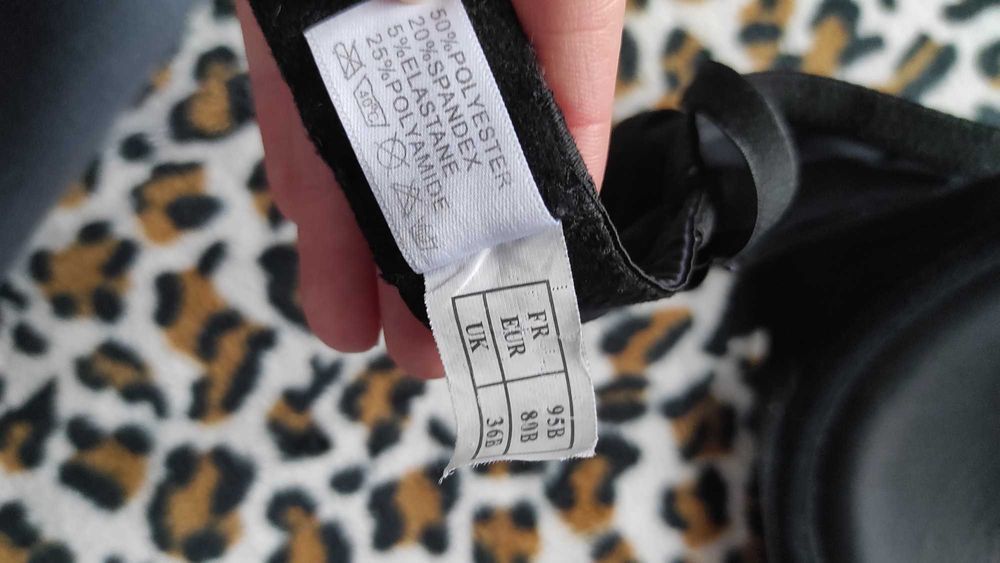 50%POLYESTER
20%SPANDEX
5%ELASTANE
25%POLYAMIDE
FR 95B
EUR 80B
UK 36B